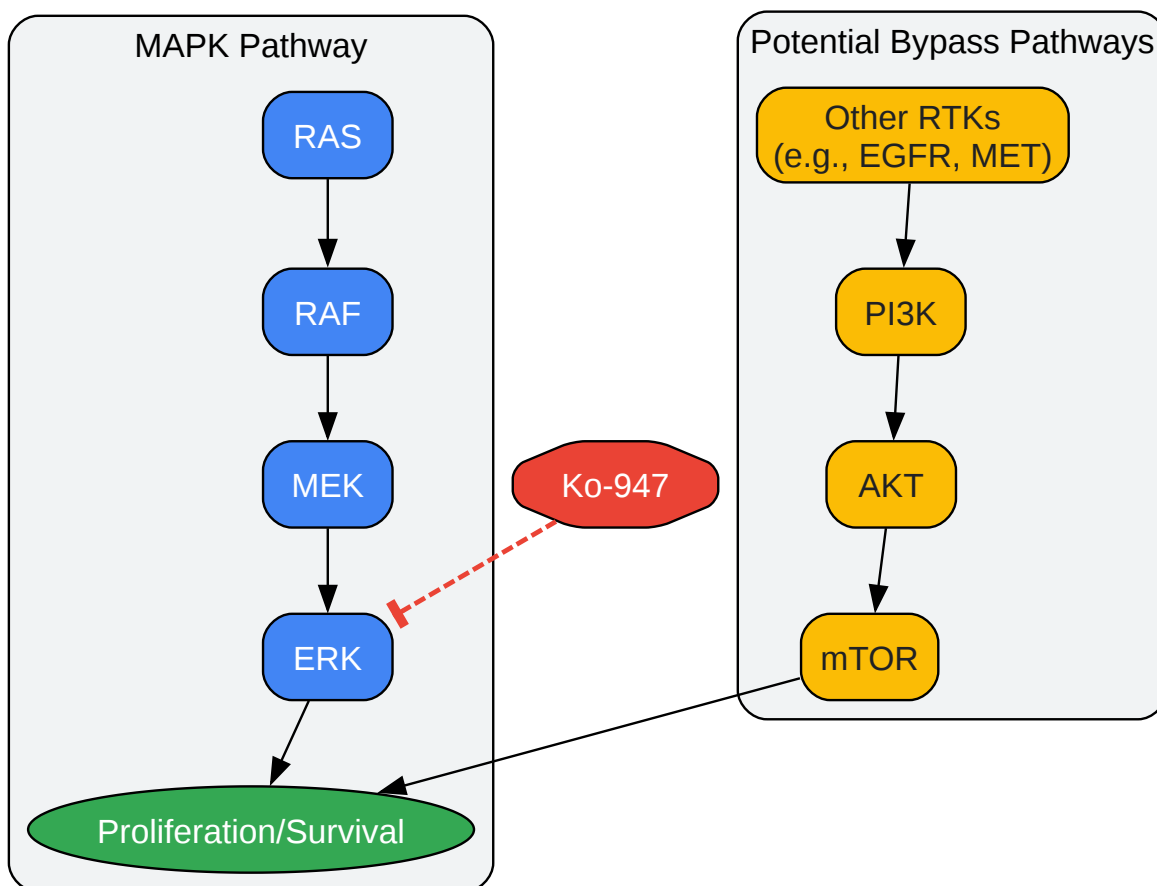 MAPK Pathway
RAS
RAF
MEK
ERK
Proliferation/Survival
Ko-947
Potential Bypass Pathways
Other RTKs
(e.g., EGFR, MET)
PI3K
AKT
mTOR